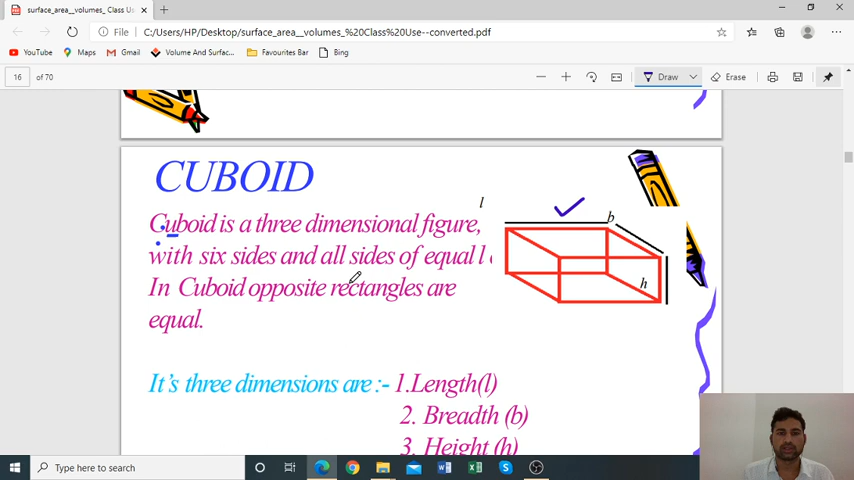 surface_area__volumes_ Class Us
File
C:/Users/HP/Desktop/surface_area__volumes_%20Class%20Use--converted.pdf
YouTube
Maps
Gmail
Volume And Surfac...
Favourites Bar
Bing
16
of 70
Draw
Erase
CUBOID
l
b
h
Cuboid is a three dimensional figure,
with six sides and all sides of equal l
In Cuboid opposite rectangles are
equal.
It's three dimensions are :- 1.Length(l)
2. Breadth (b)
3. Height (h)
Type here to search